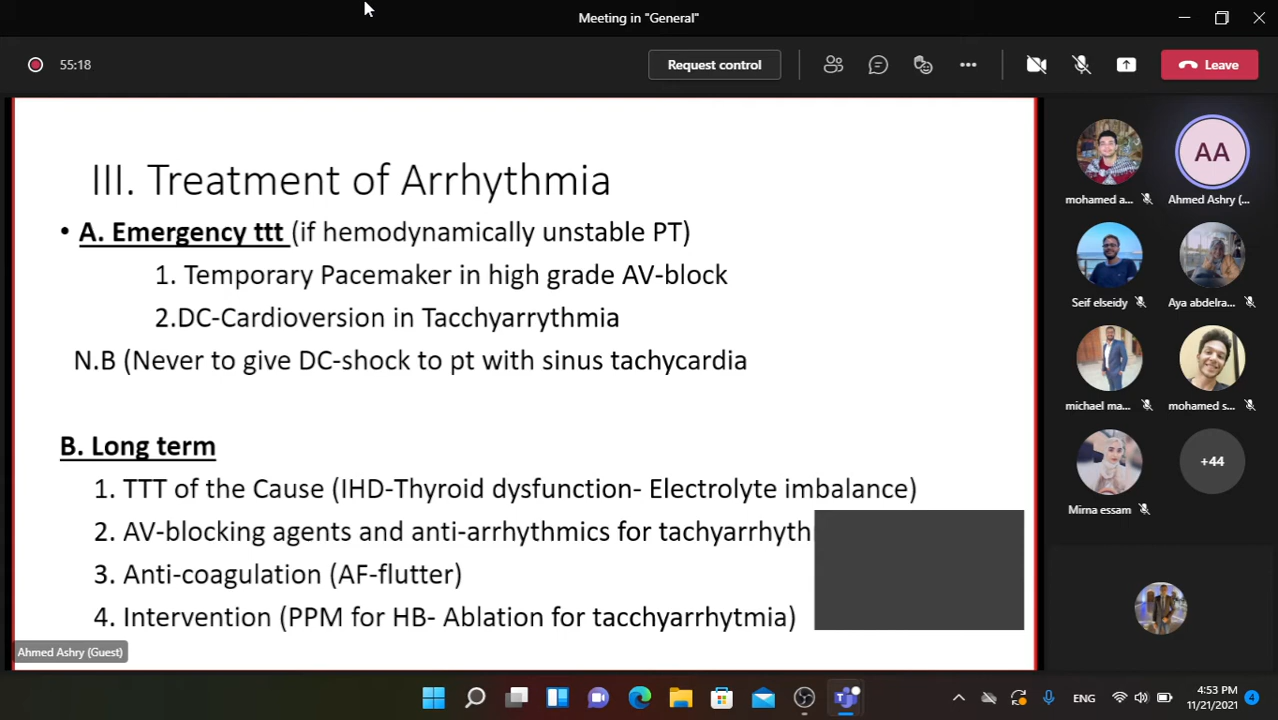 Meeting in "General"
55:18
Request control
Leave
III. Treatment of Arrhythmia
• A. Emergency ttt (if hemodynamically unstable PT)
1. Temporary Pacemaker in high grade AV-block
2.DC-Cardioversion in Tacchyarrythmia
N.B (Never to give DC-shock to pt with sinus tachycardia
B. Long term
1. TTT of the Cause (IHD-Thyroid dysfunction- Electrolyte imbalance)
2. AV-blocking agents and anti-arrhythmics for
3. Anti-coagulation (AF-flutter)
4. Intervention (PPM for HB- Ablation for tacchyarrhytmia)
Ahmed Ashry (Guest)
AA
mohamed a...
Ahmed Ashry (...
Seif elseidy
Aya abdelra...
michael ma...
mohamed s...
Mirna essam
+44
ENG
4:53 PM
11/21/2021
4